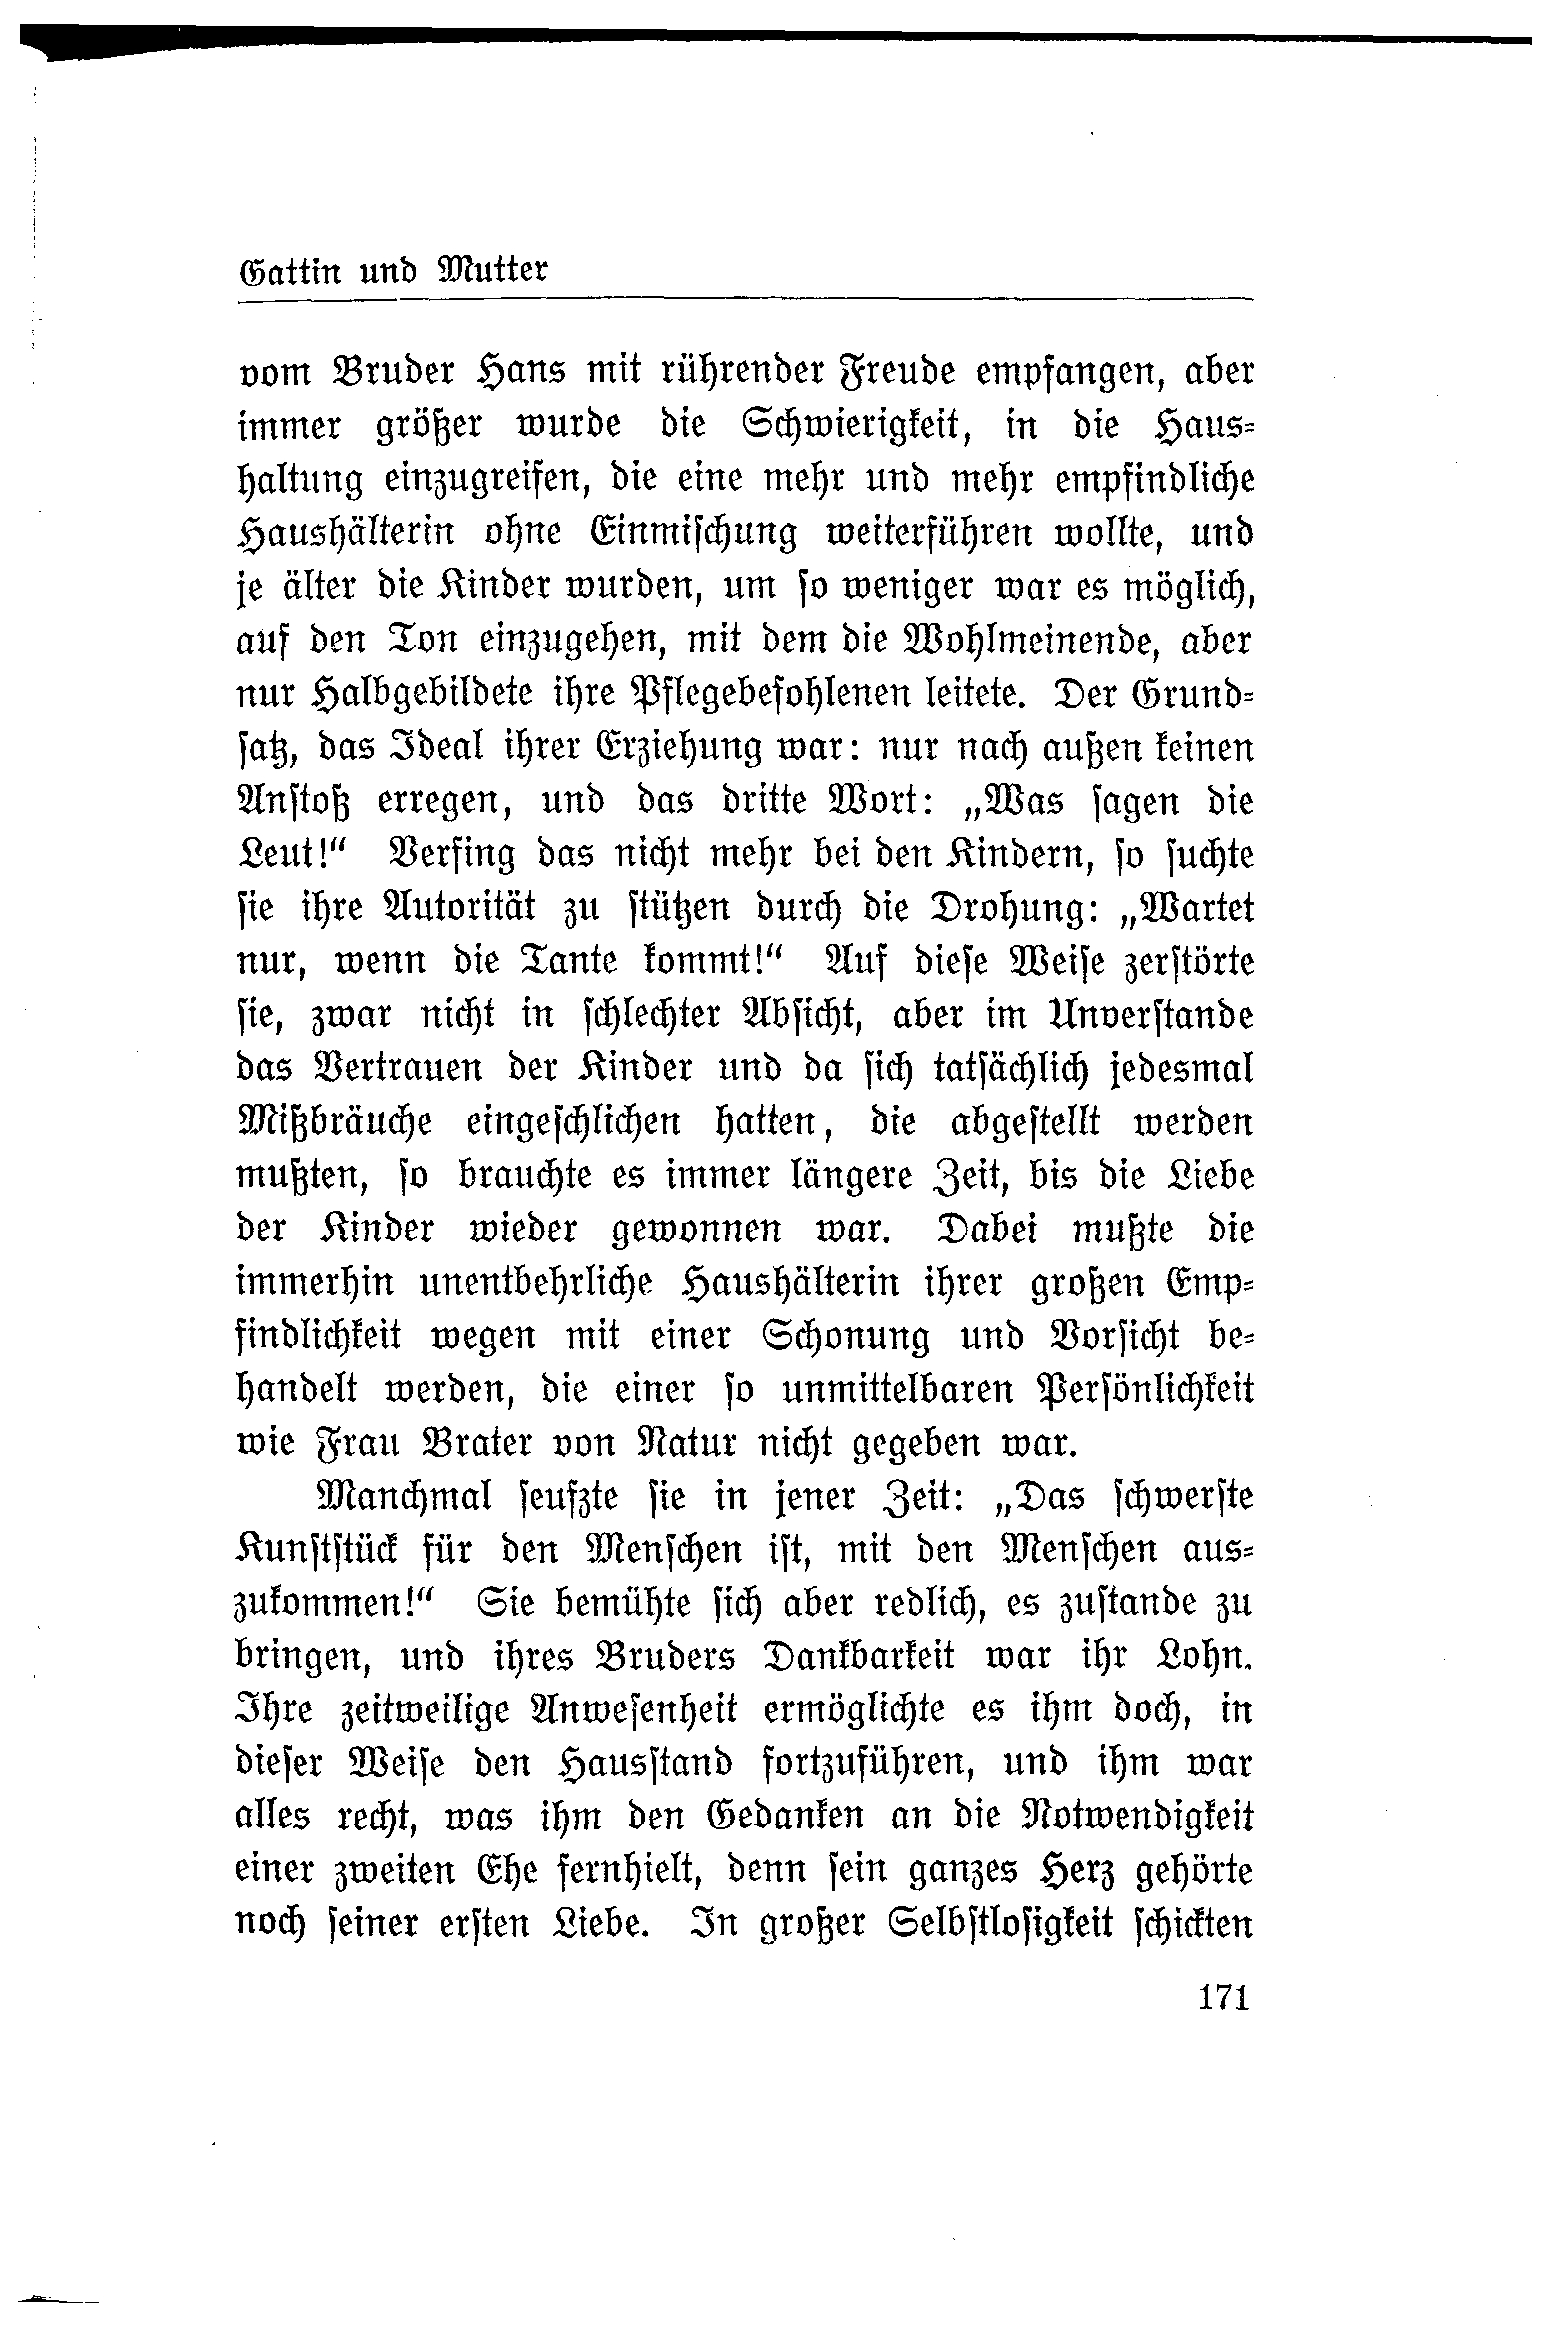 Gattin und Mutter
vom Bruder Hans mit rührender Freude empfangen, aber
immer größer wurde die Schwierigkeit, in die Haus-
haltung einzugreifen, die eine mehr und mehr empfindliche
Haushälterin ohne Einmischung weiterführen wollte, und
je älter die Kinder wurden, um so weniger war es möglich,
auf den Ton einzugehen, mit dem die Wohlmeinende, aber
nur Halbgebildete ihre Pflegebefohlenen leitete. Der Grund-
satz, das Ideal ihrer Erziehung war: nur nach außen keinen
Anstoß erregen, und das dritte Wort: „Was sagen die
Leut!“ Verfing das nicht mehr bei den Kindern, so suchte
sie ihre Autorität zu stützen durch die Drohung: „Wartet
nur, wenn die Tante kommt!“ Auf diese Weise zerstörte
sie, zwar nicht in schlechter Absicht, aber im Unverstande
das Vertrauen der Kinder und da sich tatsächlich jedesmal
Mißbräuche eingeschlichen hatten, die abgestellt werden
mußten, so brauchte es immer längere Zeit, bis die Liebe
der Kinder wieder gewonnen war. Dabei mußte die
immerhin unentbehrliche Haushälterin ihrer großen Emp-
findlichkeit wegen mit einer Schonung und Vorsicht be-
handelt werden, die einer so unmittelbaren Persönlichkeit
wie Frau Brater von Natur nicht gegeben war.
Manchmal seufzte sie in jener Zeit: „Das schwerste
Kunststück für den Menschen ist, mit den Menschen aus-
zukommen!“ Sie bemühte sich aber redlich, es zustande zu
bringen, und ihres Bruders Dankbarkeit war ihr Lohn.
Ihre zeitweilige Anwesenheit ermöglichte es ihm doch, in
dieser Weise den Hausstand fortzuführen, und ihm war
alles recht, was ihm den Gedanken an die Notwendigkeit
einer zweiten Ehe fernhielt, denn sein ganzes Herz gehörte
noch seiner ersten Liebe. In großer Selbstlosigkeit schickten
171